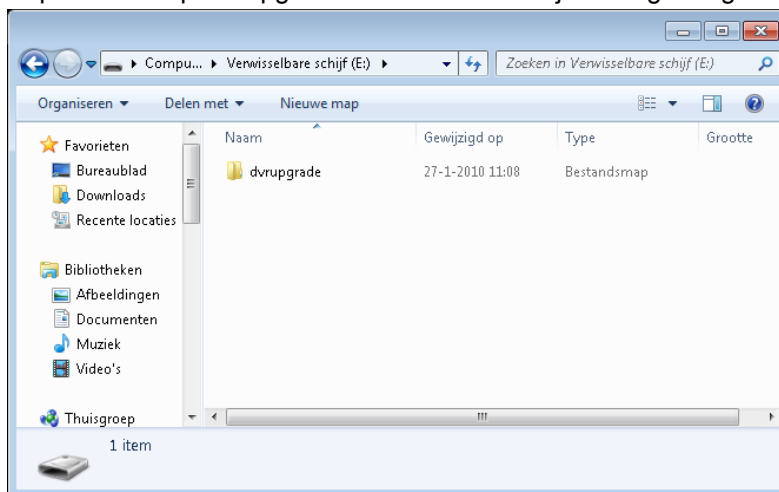 Compu... ▸ Verwisselbare schijf (E:) ▸ Zoeken in Verwisselbare schijf (E:)
Organiseren Delen met Nieuwe map
Naam Gewijzigd op Type Grootte
dvrupgrade 27-1-2010 11:08 Bestandsmap
Favorieten
Bureaublad
Downloads
Recente locaties
Bibliotheken
Afbeeldingen
Documenten
Muziek
Video's
Thuisgroep
1 item